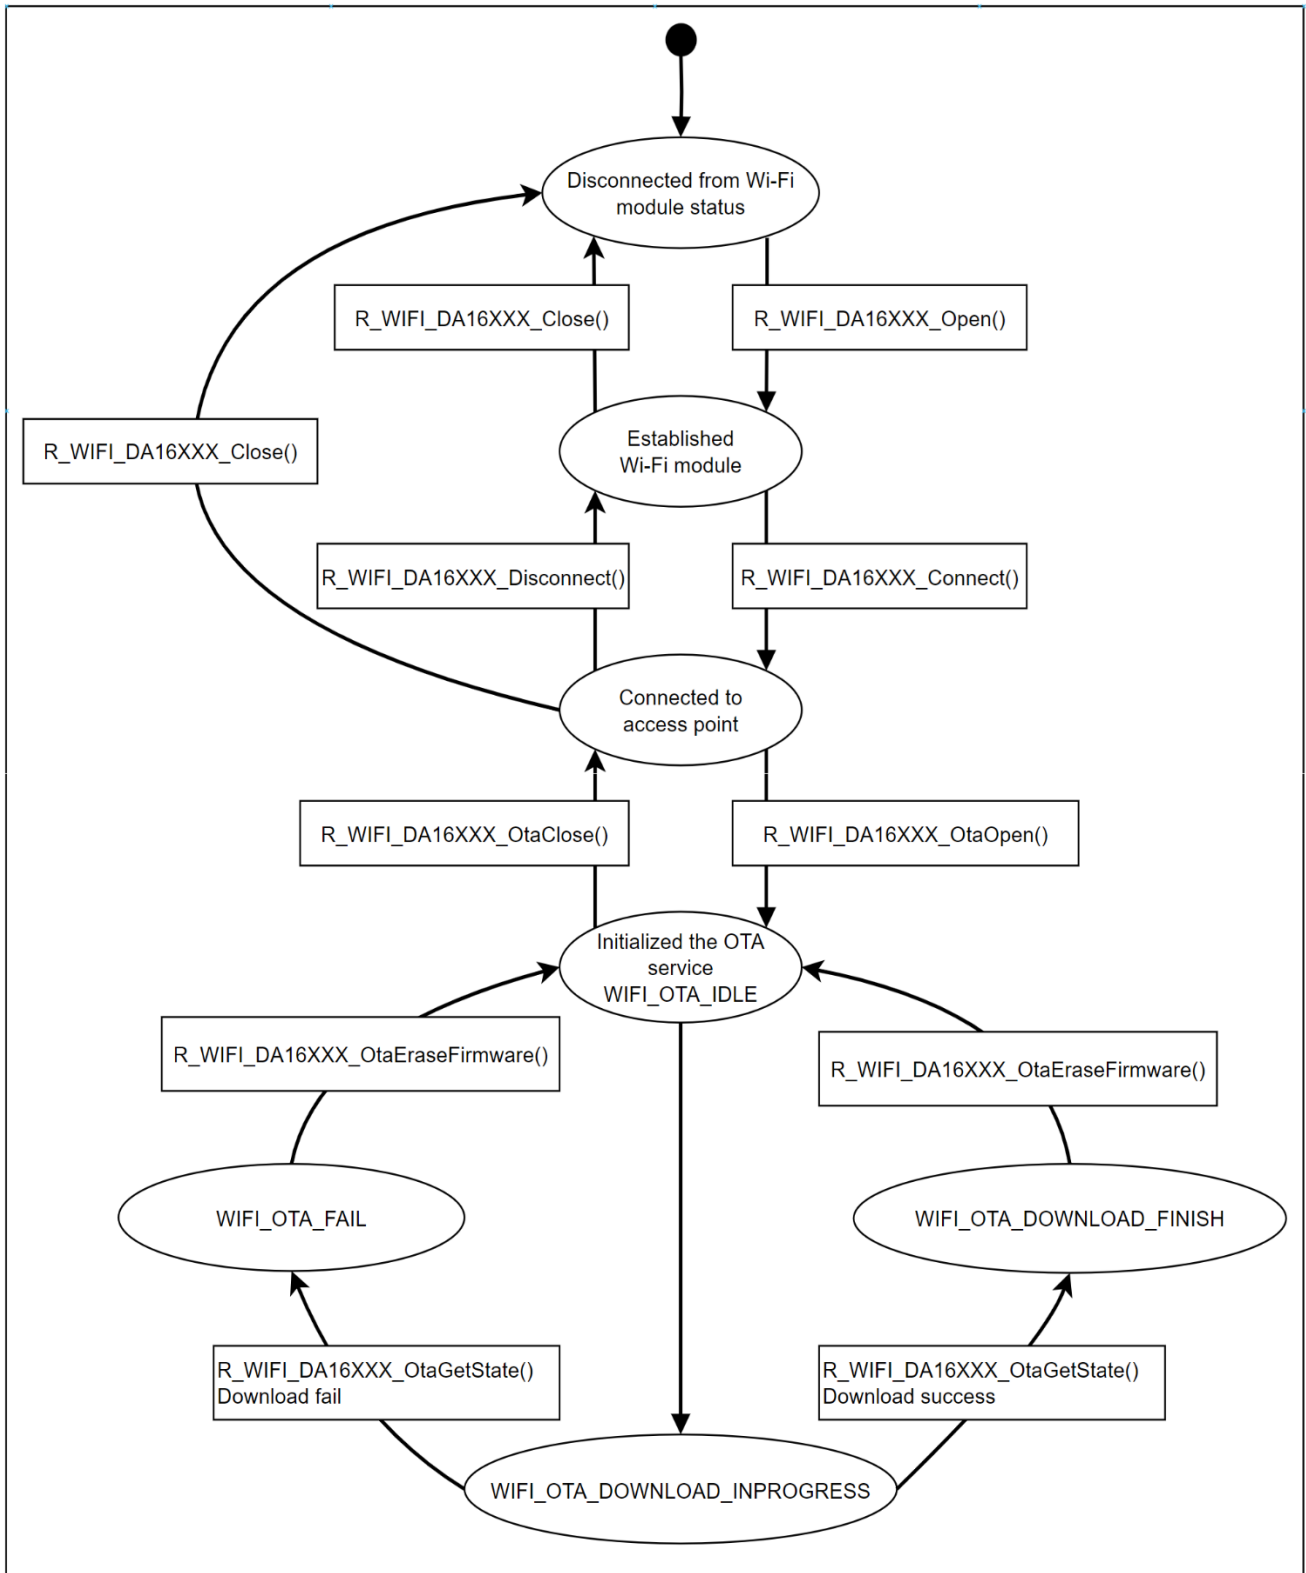 Disconnected from Wi-Fi
module status
R_WIFI_DA16XXX_Close()
R_WIFI_DA16XXX_Open()
R_WIFI_DA16XXX_Close()
Established
Wi-Fi module
R_WIFI_DA16XXX_Disconnect()
R_WIFI_DA16XXX_Connect()
Connected to
access point
R_WIFI_DA16XXX_OtaClose()
R_WIFI_DA16XXX_OtaOpen()
Initialized the OTA
service
WIFI_OTA_IDLE
R_WIFI_DA16XXX_OtaEraseFirmware()
R_WIFI_DA16XXX_OtaEraseFirmware()
WIFI_OTA_FAIL
WIFI_OTA_DOWNLOAD_FINISH
R_WIFI_DA16XXX_OtaGetState()
Download fail
R_WIFI_DA16XXX_OtaGetState()
Download success
WIFI_OTA_DOWNLOAD_INPROGRESS